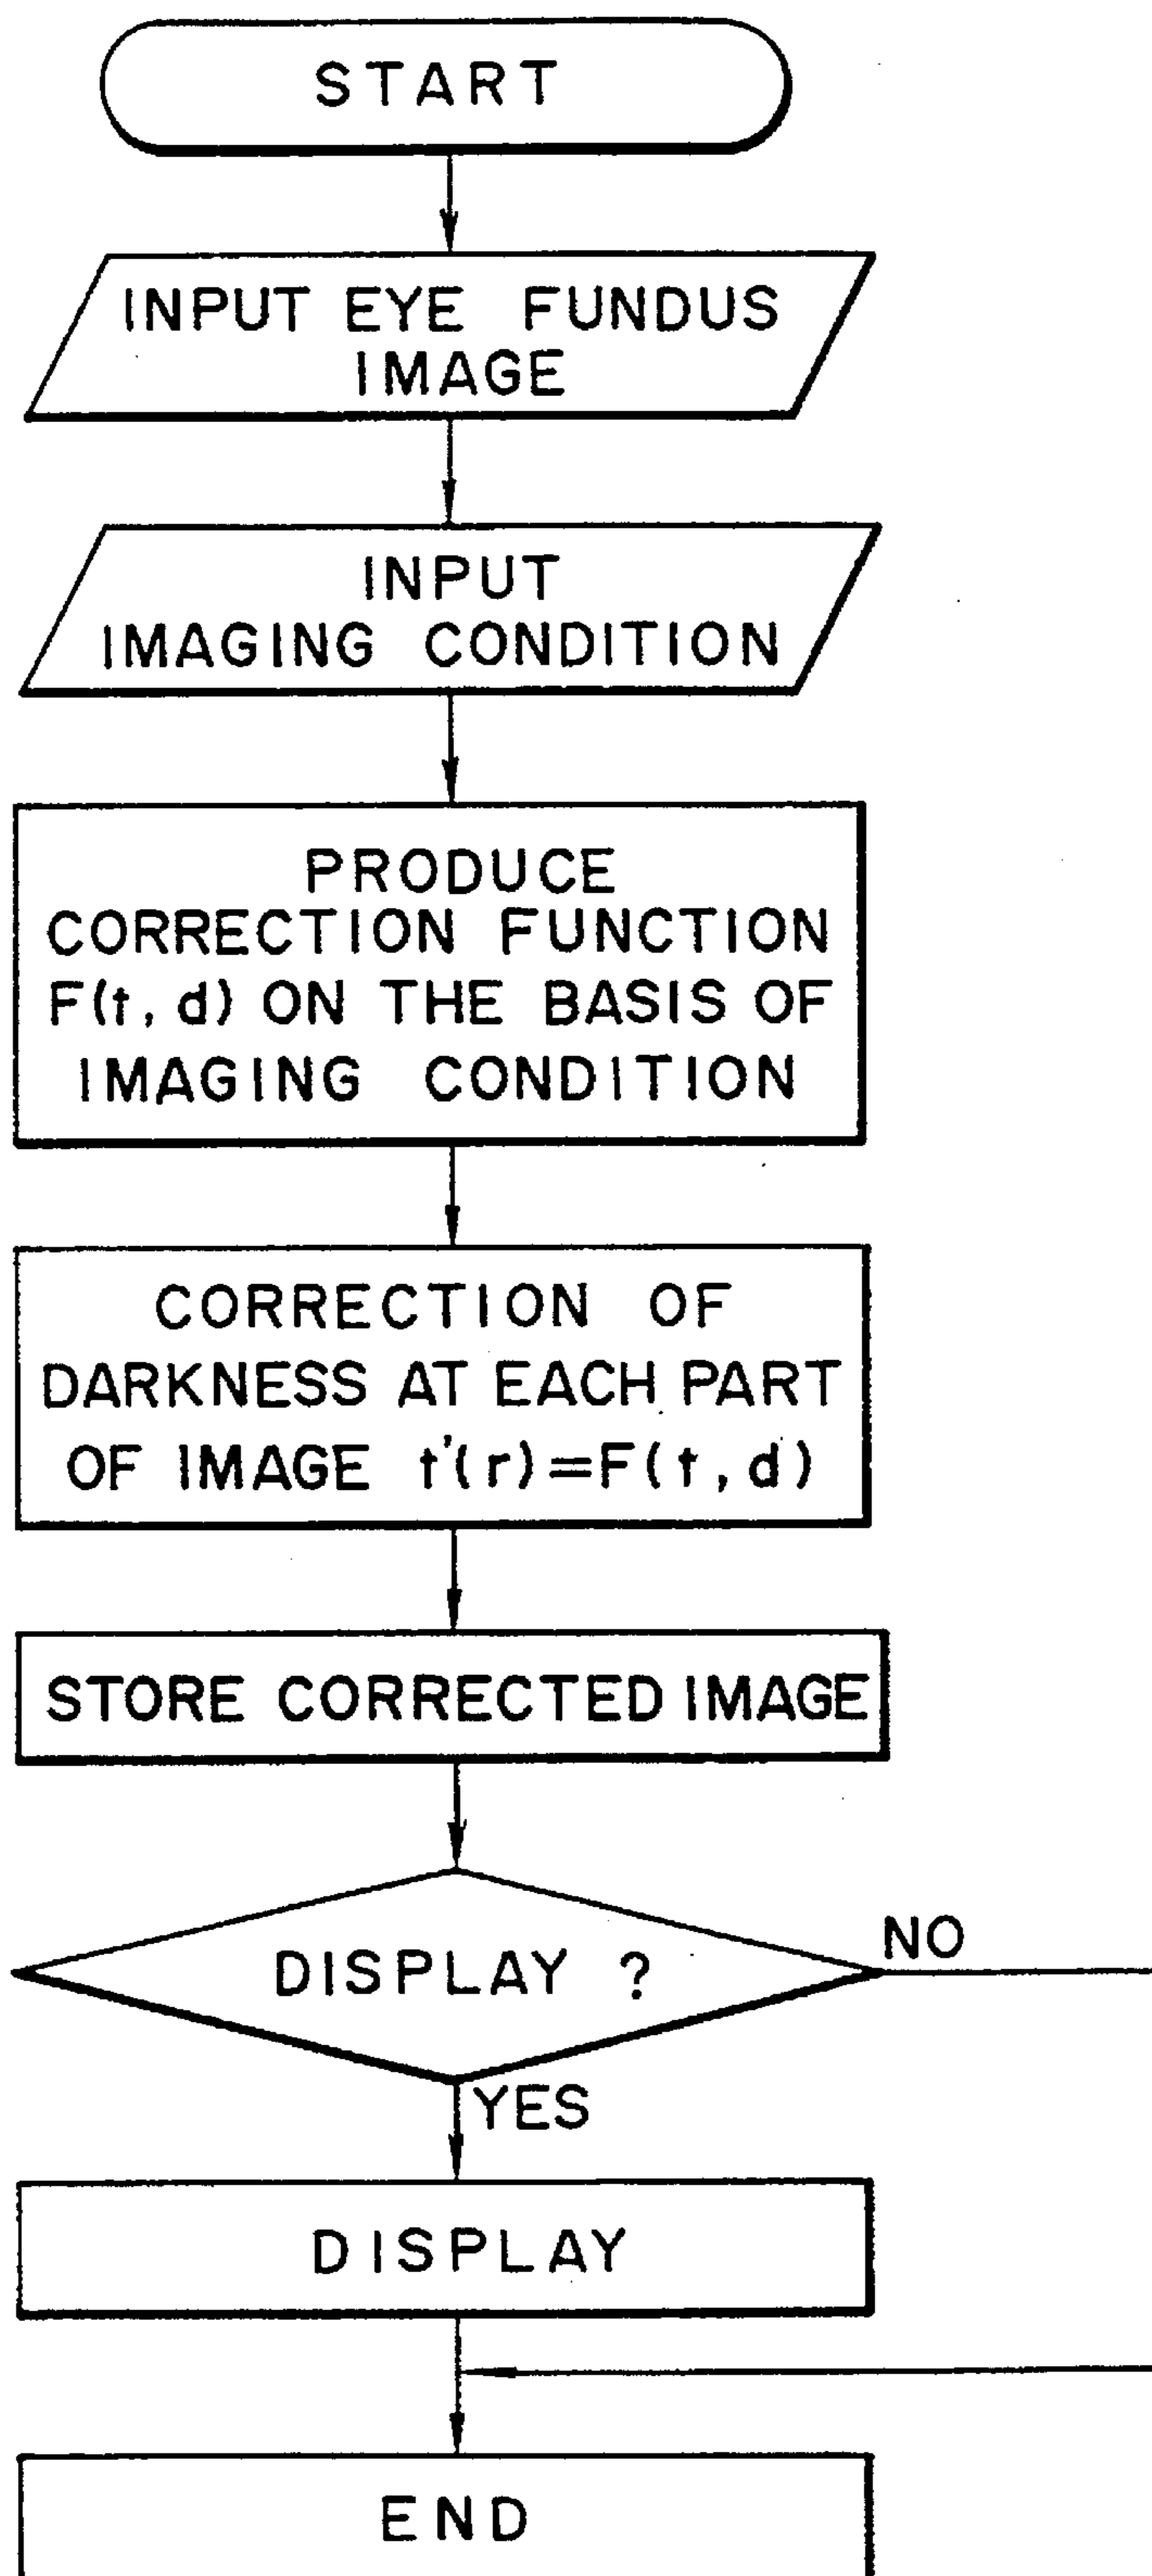 START
INPUT EYE FUNDUS
IMAGE
INPUT
IMAGING CONDITION
PRODUCE
CORRECTION FUNCTION
F(t, d) ON THE BASIS OF
IMAGING CONDITION
CORRECTION OF
DARKNESS AT EACH PART
OF IMAGE t'(r)=F(t, d)
STORE CORRECTED IMAGE
DISPLAY ?
NO
YES
DISPLAY
END